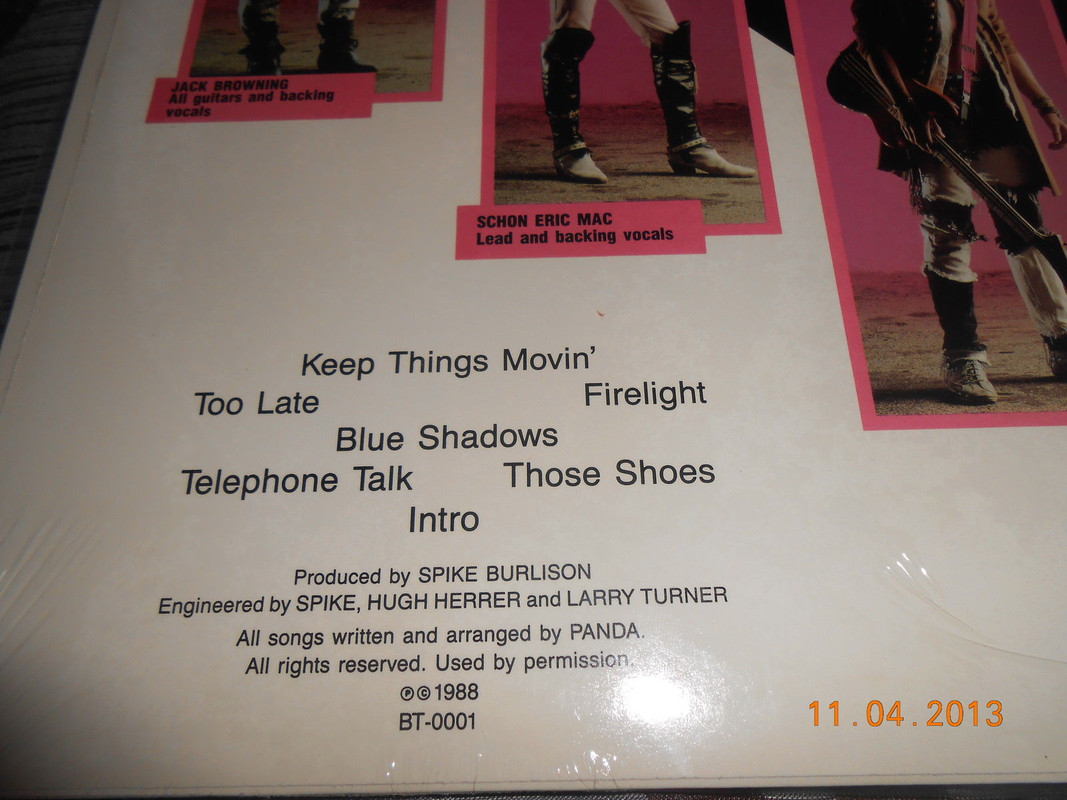 JACK BROWNING
All guitars and backing
vocals
SCHON ERIC MAC
Lead and backing vocals
Keep Things Movin'
Too Late Firelight
Blue Shadows
Telephone Talk Those Shoes
Intro
Produced by SPIKE BURLISON
Engineered by SPIKE, HUGH HERRER and LARRY TURNER
All songs written and arranged by PANDA.
All rights reserved. Used by permission.
℗©1988
BT-0001
11.04.2013